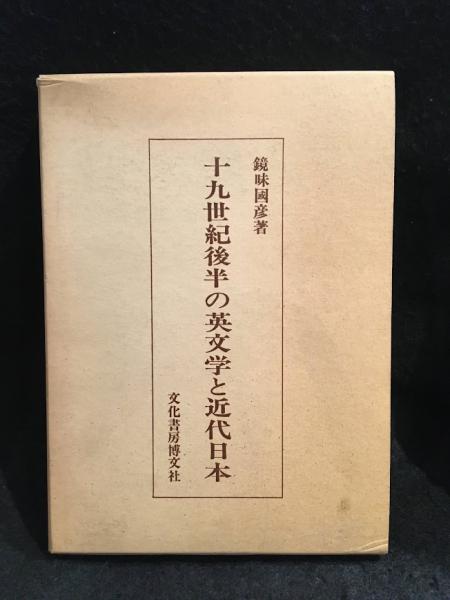 鏡味國彦著
十九世紀後半の英文学と近代日本
文化書房博文社